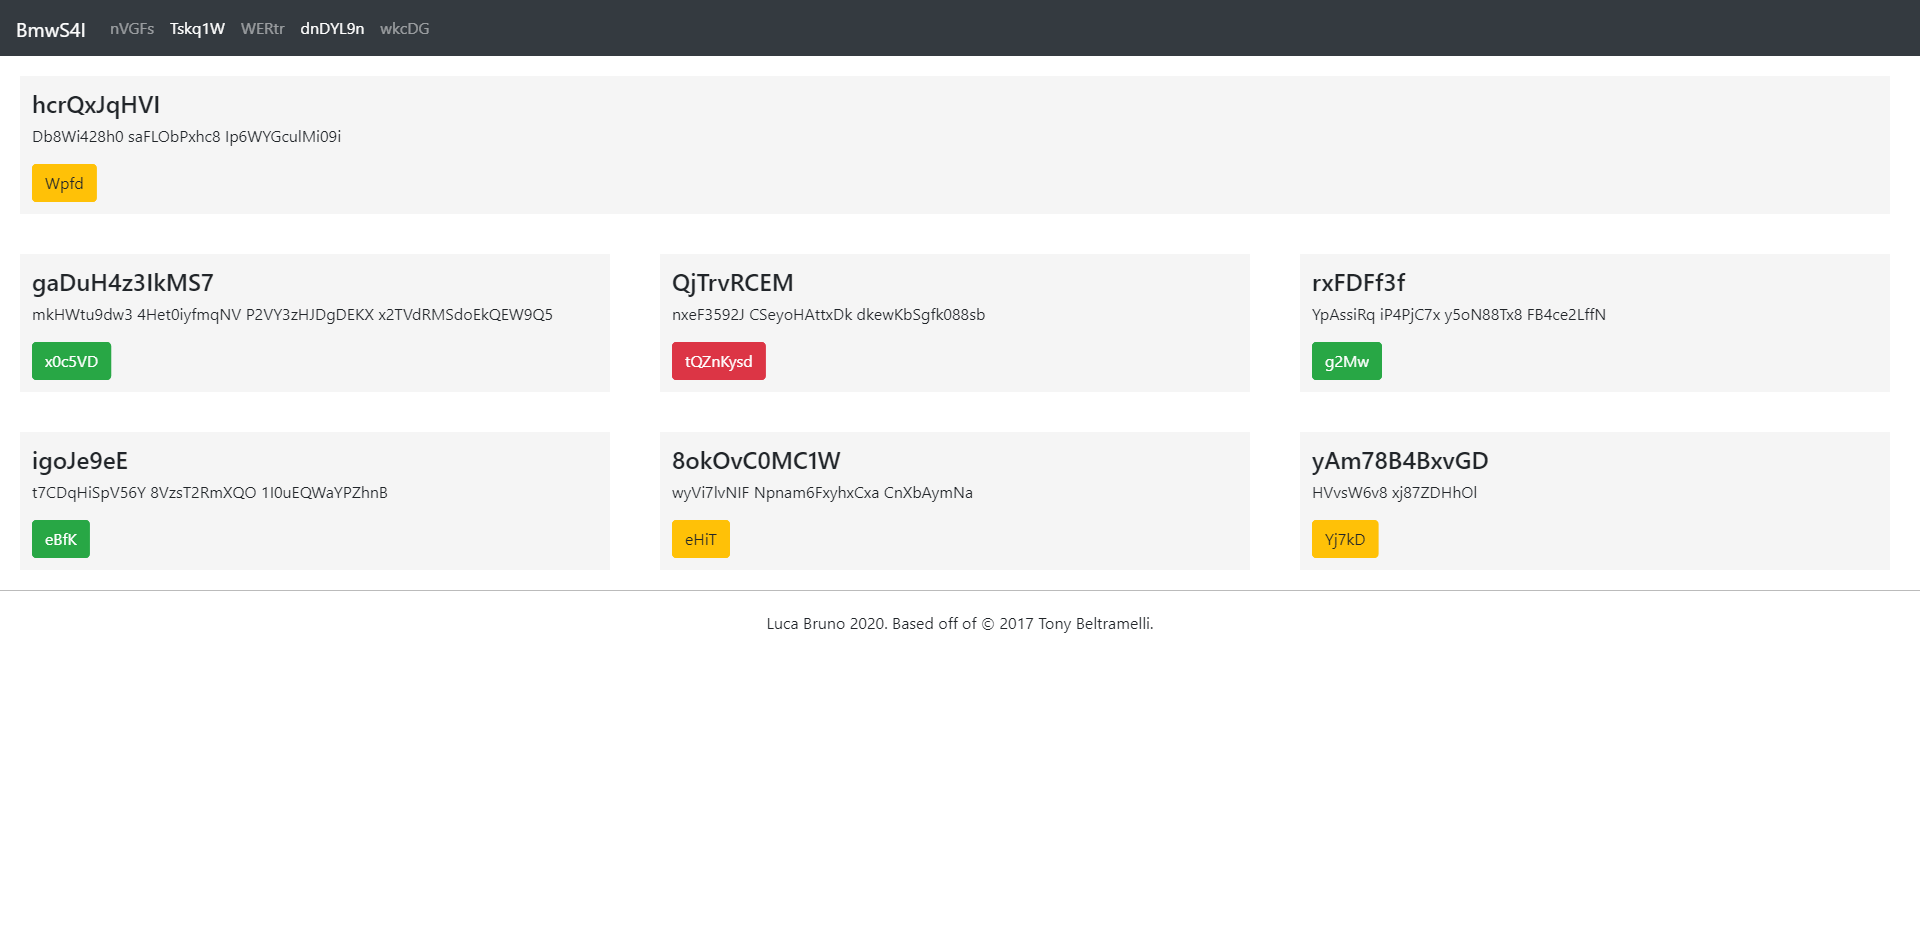 BmwS4I nVGFs Tskq1W WERtr dnDYL9n wkcDG
hcrQxJqHVI
Db8Wi428h0 saFLObPxhc8 Ip6WYGculMi09i
Wpfd
gaDuH4z3IkMS7
mkHWtu9dw3 4Het0iyfmqNV P2VY3zHJDgDEKX x2TVdRMSdoEkQEW9Q5
x0c5VD
QjTrvRCEM
nxeF3592J CSeyoHAttxDk dkewKbSgfk088sb
tQZnKysd
rxFDFf3f
YpAssiRq iP4PjC7x y5oN88Tx8 FB4ce2LffN
g2Mw
igoJe9eE
t7CDqHiSpV56Y 8VzsT2RmXQO 1I0uEQWaYPZhnB
eBfK
8okOvC0MC1W
wyVi7lvNIF Npnam6FxyhxCxa CnXbAymNa
eHiT
yAm78B4BxvGD
HVvsW6v8 xj87ZDHhOl
Yj7kD
Luca Bruno 2020. Based off of © 2017 Tony Beltramelli.